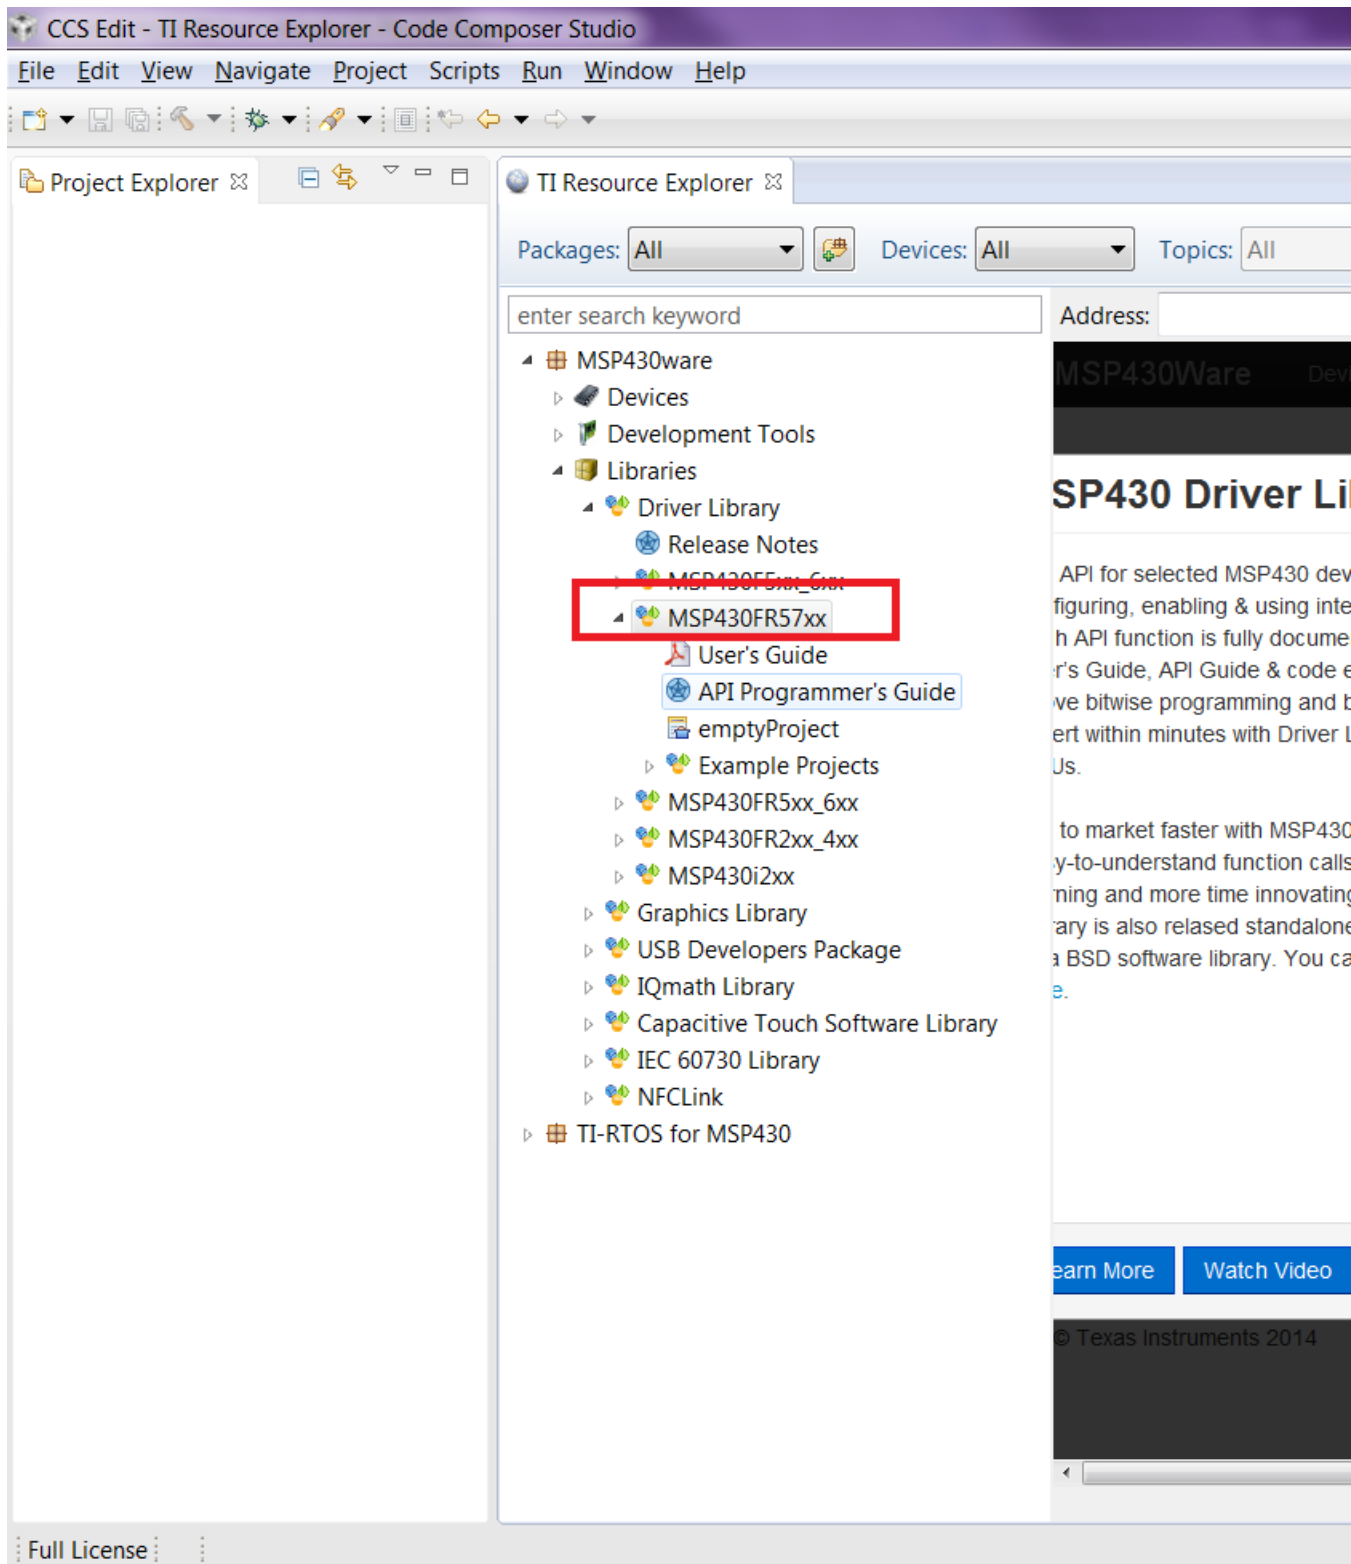 CCS Edit - TI Resource Explorer - Code Composer Studio
File Edit View Navigate Project Scripts Run Window Help
Project Explorer
TI Resource Explorer
Packages: All Devices: All Topics: All
enter search keyword
Address:
MSP430ware
MSP430Ware Dev
Devices
Development Tools
Libraries
SP430 Driver Li
Driver Library
Release Notes
MSP430F5xx_6xx
MSP430FR57xx
User's Guide
API Programmer's Guide
emptyProject
Example Projects
MSP430FR5xx_6xx
MSP430FR2xx_4xx
MSP430i2xx
Graphics Library
USB Developers Package
IQmath Library
Capacitive Touch Software Library
IEC 60730 Library
NFCLink
TI-RTOS for MSP430
API for selected MSP430 dev
figuring, enabling & using inte
h API function is fully docume
r's Guide, API Guide & code e
ve bitwise programming and b
ert within minutes with Driver L
Us.
to market faster with MSP430
y-to-understand function calls
rning and more time innovating
rary is also relased standalone
a BSD software library. You ca
e.
earn More Watch Video
© Texas Instruments 2014
Full License